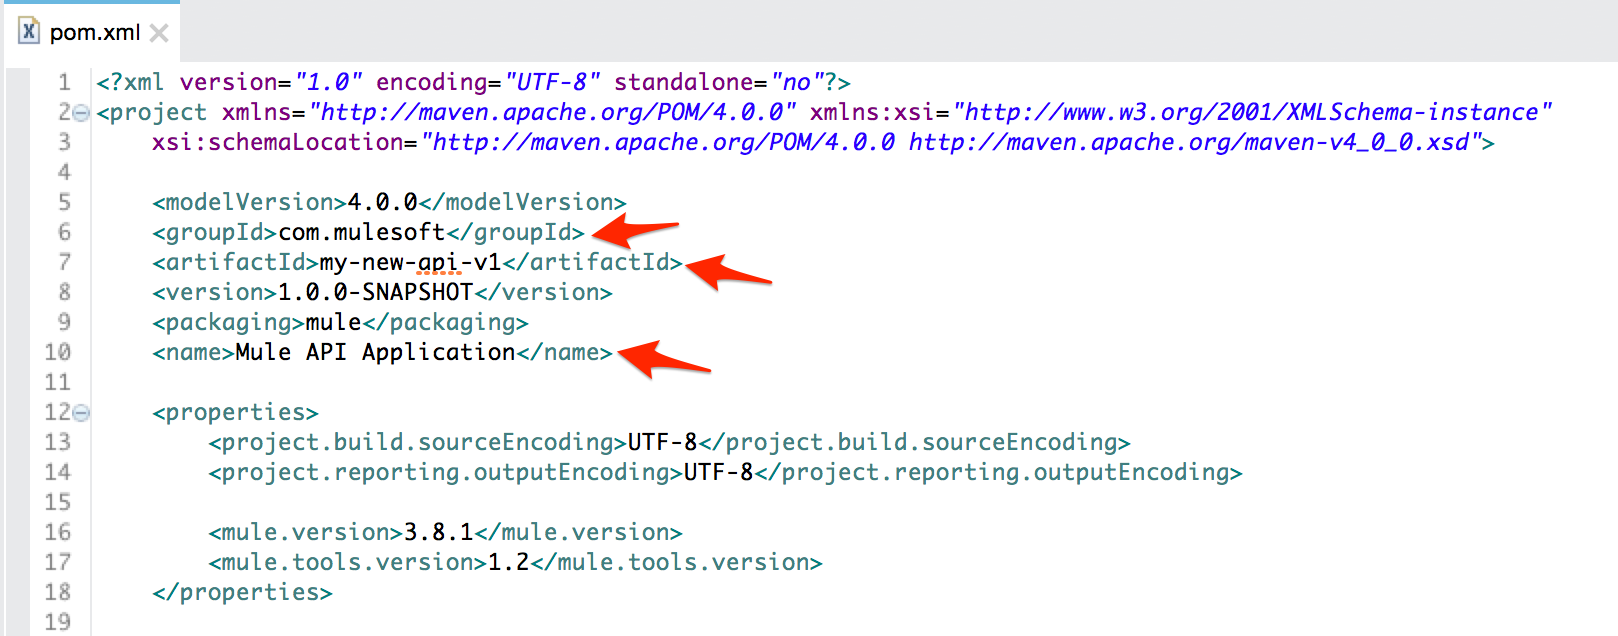 pom.xml
1 <?xml version="1.0" encoding="UTF-8" standalone="no"?>
2 <project xmlns="http://maven.apache.org/POM/4.0.0" xmlns:xsi="http://www.w3.org/2001/XMLSchema-instance"
3 xsi:schemaLocation="http://maven.apache.org/POM/4.0.0 http://maven.apache.org/maven-v4_0_0.xsd">
4
5 <modelVersion>4.0.0</modelVersion>
6 <groupId>com.mulesoft</groupId>
7 <artifactId>my-new-api-v1</artifactId>
8 <version>1.0.0-SNAPSHOT</version>
9 <packaging>mule</packaging>
10 <name>Mule API Application</name>
11
12 <properties>
13 <project.build.sourceEncoding>UTF-8</project.build.sourceEncoding>
14 <project.reporting.outputEncoding>UTF-8</project.reporting.outputEncoding>
15
16 <mule.version>3.8.1</mule.version>
17 <mule.tools.version>1.2</mule.tools.version>
18 </properties>
19